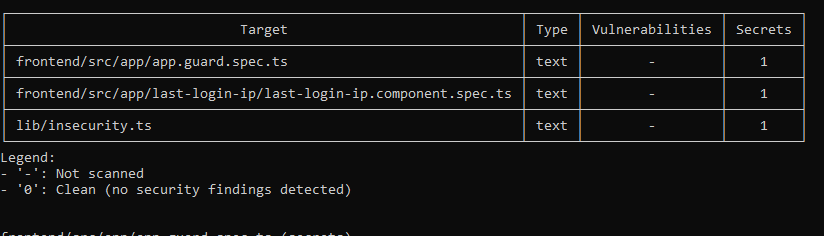 Target Type Vulnerabilities Secrets
frontend/src/app/app.guard.spec.ts text - 1
frontend/src/app/last-login-ip/last-login-ip.component.spec.ts text - 1
lib/insecurity.ts text - 1
Legend:
- '-': Not scanned
- '0': Clean (no security findings detected)
frontend/src/app/app.guard.spec.ts (secrets)